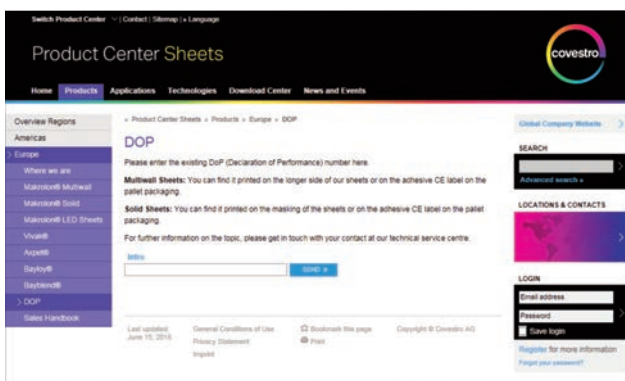 Switch Product Center | Contact | Sitemap | » Language
Product Center Sheets
covestro
Home Products Applications Technologies Download Center News and Events
Overview Regions
Americas
> Europe
Where we are
Makrolon® Multiwall
Makrolon® Solid
Makrolon® LED Sheets
Vivak®
Axpet®
Bayloy®
Bayblend®
> DOP
Sales Handbook
» Product Center Sheets » Products » Europe » DOP
DOP
Please enter the existing DoP (Declaration of Performance) number here.
Multiwall Sheets: You can find it printed on the longer side of our sheets or on the adhesive CE label on the
pallet packaging.
Solid Sheets: You can find it printed on the masking of the sheets or on the adhesive CE label on the pallet
packaging.
For further information on the topic, please get in touch with your contact at our technical service centre.
Intro
SEND »
Last updated:
June 15, 2016
General Conditions of Use
Privacy Statement
Imprint
Bookmark this page
Print
Copyright © Covestro AG
Global Company Website
SEARCH
Advanced search »
LOCATIONS & CONTACTS
LOGIN
Email address
Password
Save login
Register for more information
Forgot your password?